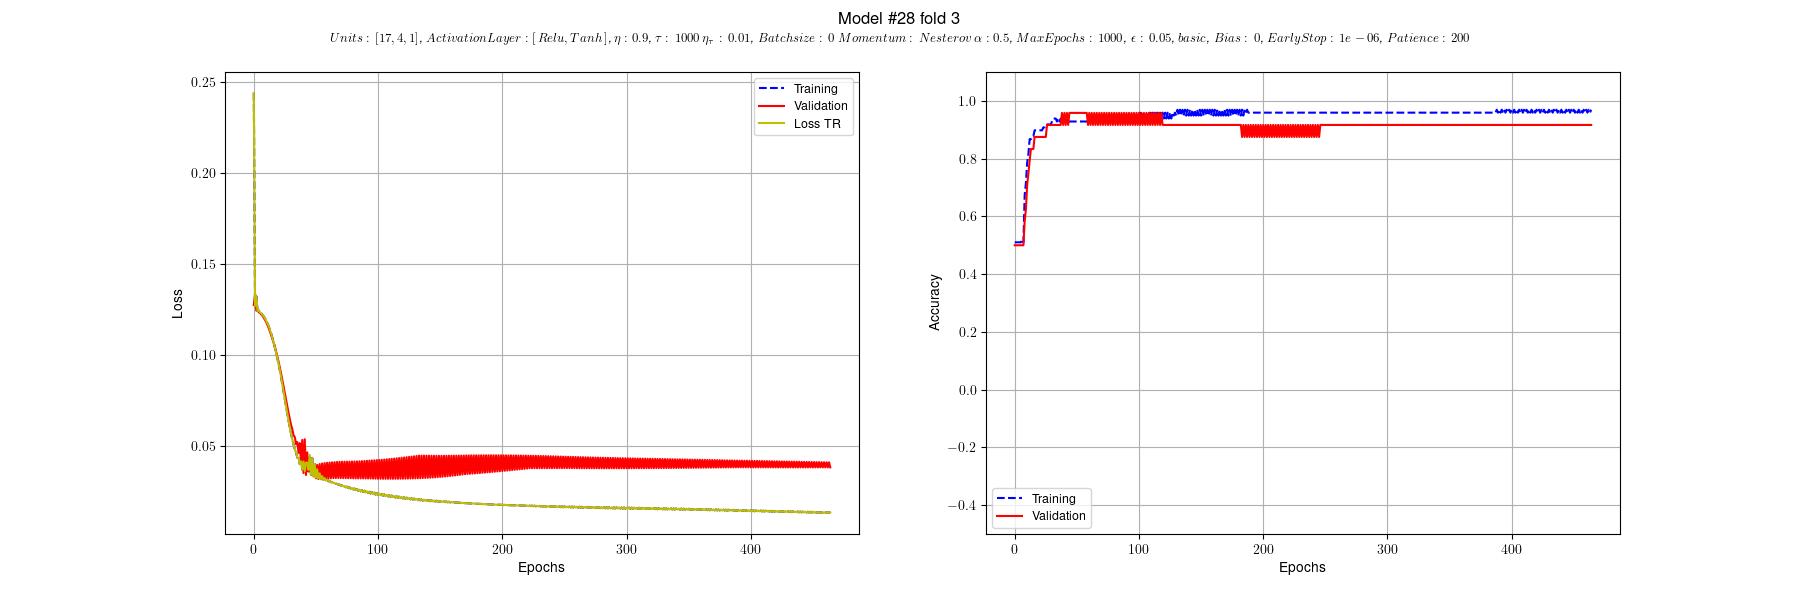 Model #28 fold 3
Units : [17, 4, 1], ActivationLayer : [Relu, Tanh], η : 0.9, τ : 1000 ητ : 0.01, Batchsize : 0 Momentum : Nesterov α : 0.5, MaxEpochs : 1000, ϵ : 0.05, basic, Bias : 0, EarlyStop : 1e − 06, Patience : 200
0.25
0.20
0.15
0.10
0.05
Loss
0 100 200 300 400
Epochs
Training
Validation
Loss TR
1.0
0.8
0.6
0.4
0.2
0.0
−0.2
−0.4
Accuracy
0 100 200 300 400
Epochs
Training
Validation